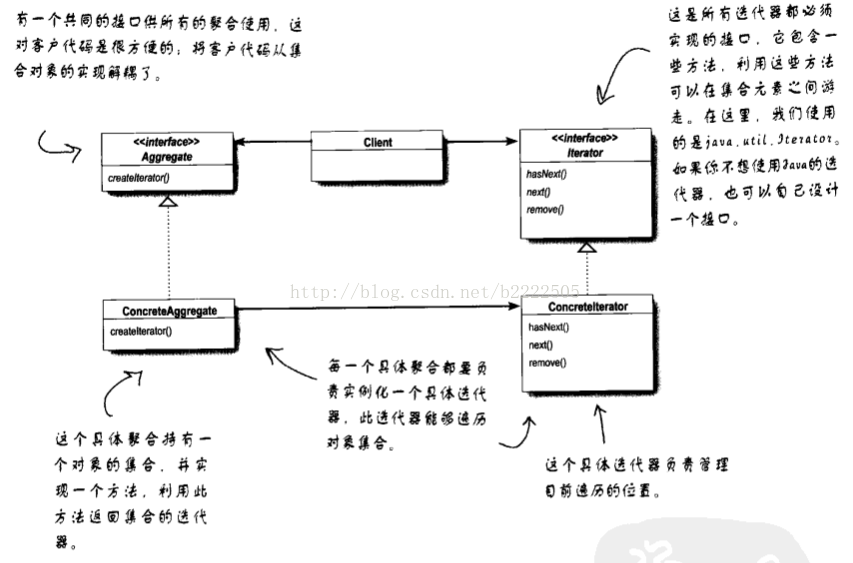 有一个共同的接口供所有的聚合使用，这
对客户代码是很方便的，将客户代码从集
合对象的实现解耦了。
这是所有迭代器都必须
实现的接口，它包含一
些方法，利用这些方法
可以在集合元素之间游
走。在这里，我们使用
的是java.util.Iterator。
如果你不想使用Java的迭
代器，也可以自己设计
一个接口。
<<interface>>
Aggregate
createIterator()
Client
<<interface>>
Iterator
hasNext()
next()
remove()
http://blog.csdn.net/b2222505
ConcreteAggregate
createIterator()
ConcreteIterator
hasNext()
next()
remove()
每一个具体聚合都要负
责实例化一个具体迭代
器，此迭代器能够遍历
对象集合。
这个具体聚合持有一
个对象的集合，并实
现一个方法，利用此
方法返回集合的迭代
器。
这个具体迭代器负责管理
目前遍历的位置。